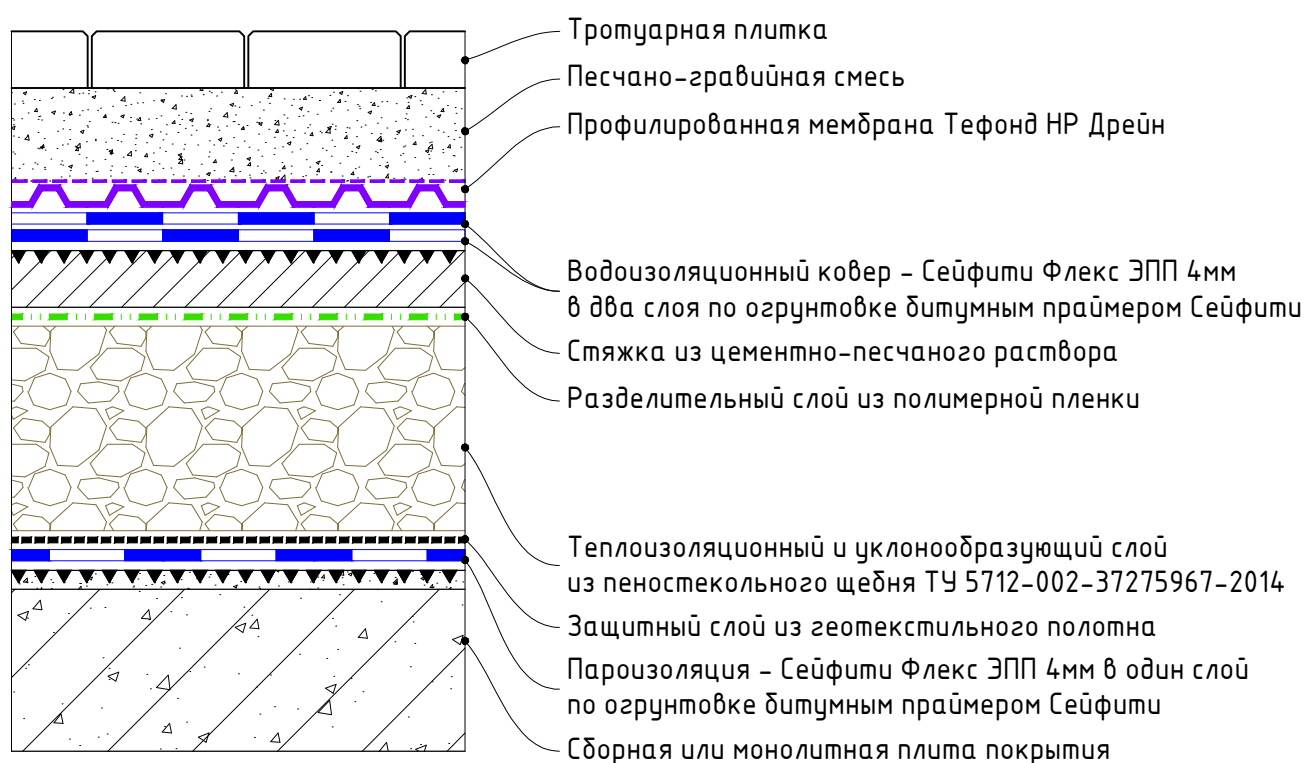 Тротуарная плитка
Песчано-гравийная смесь
Профилированная мембрана Тефонд НР Дрейн
Водоизоляционный ковер - Сейфити Флекс ЭПП 4мм
в два слоя по огрунтовке битумным праймером Сейфити
Стяжка из цементно-песчаного раствора
Разделительный слой из полимерной пленки
Теплоизоляционный и уклонообразующий слой
из пеностекольного щебня ТУ 5712-002-37275967-2014
Защитный слой из геотекстильного полотна
Пароизоляция - Сейфити Флекс ЭПП 4мм в один слой
по огрунтовке битумным праймером Сейфити
Сборная или монолитная плита покрытия